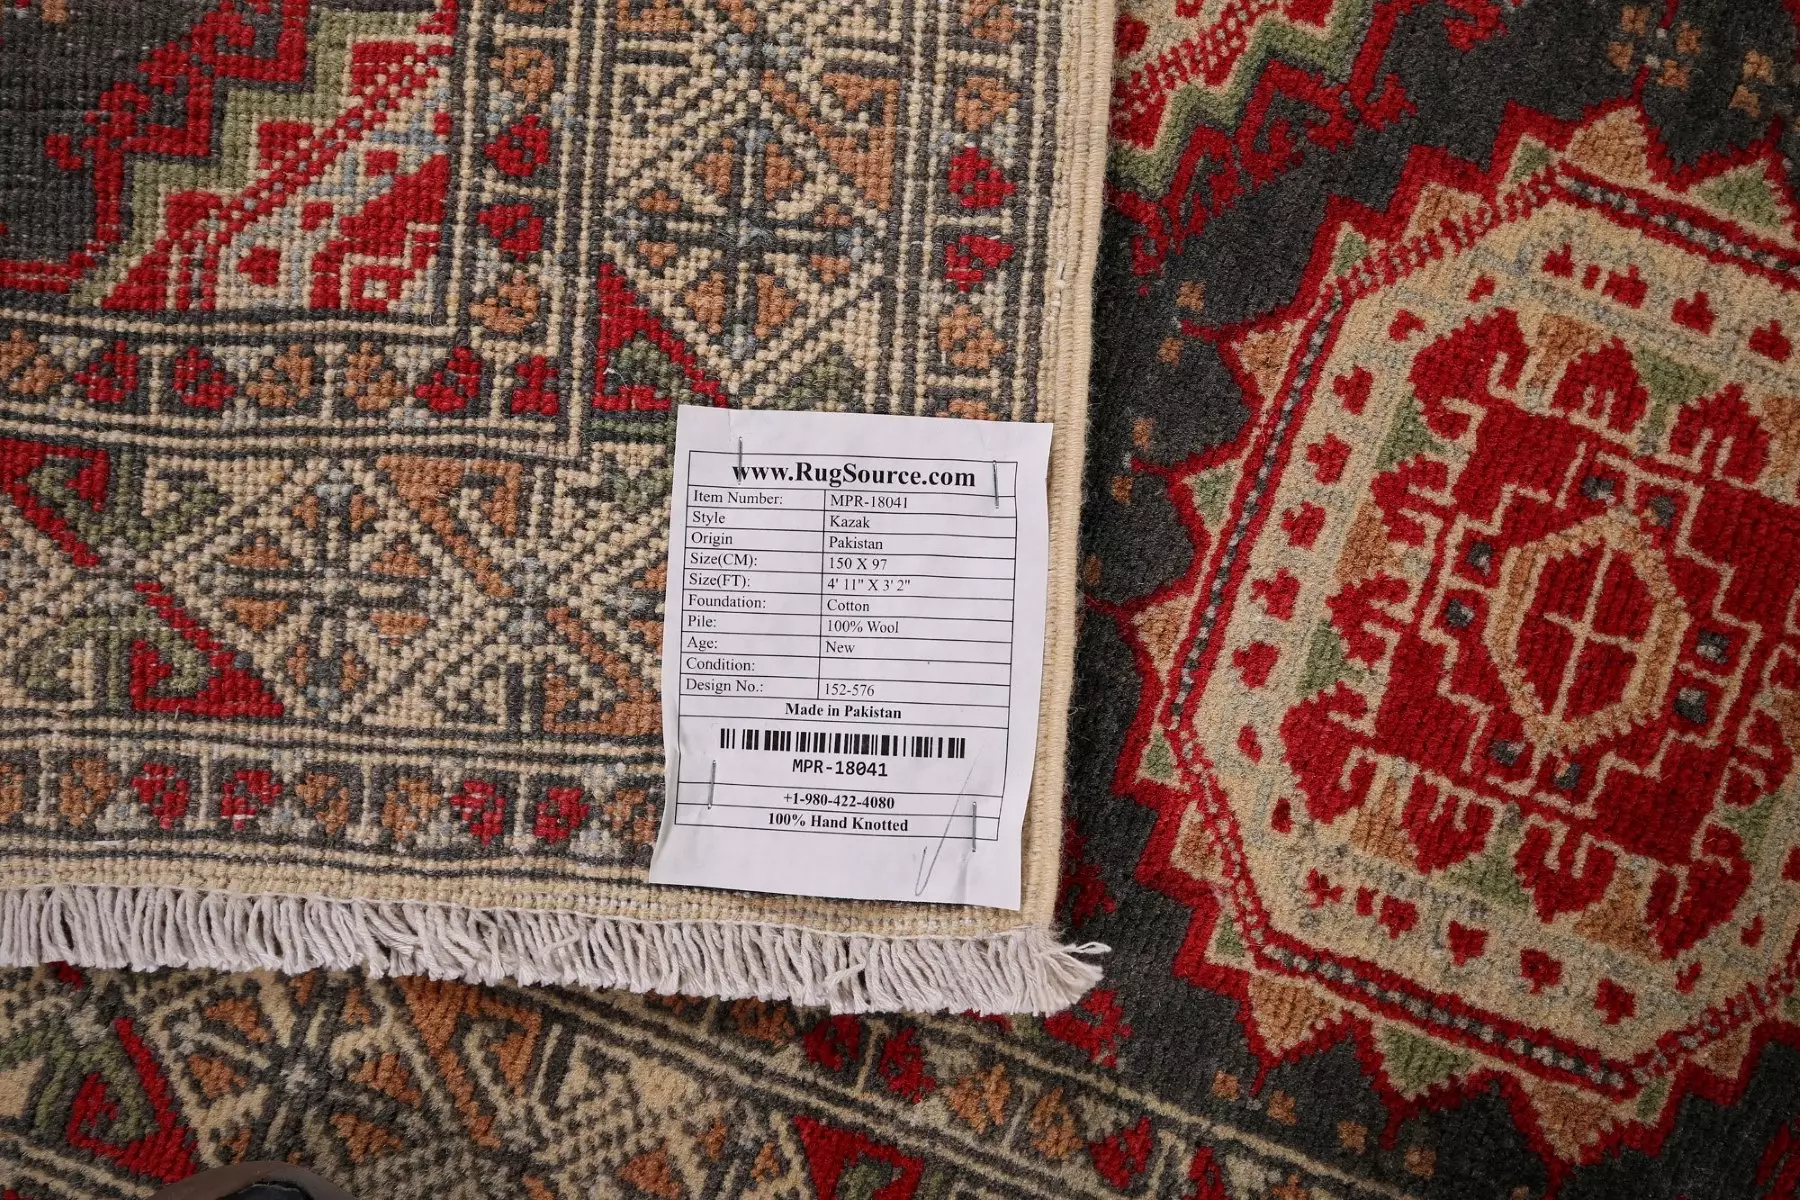 www.RugSource.com
Item Number: MPR-18041
Style Kazak
Origin Pakistan
Size(CM): 150 X 97
Size(FT): 4' 11" X 3' 2"
Foundation: Cotton
Pile: 100% Wool
Age: New
Condition:
Design No.: 152-576
Made in Pakistan
MPR-18041
+1-980-422-4080
100% Hand Knotted